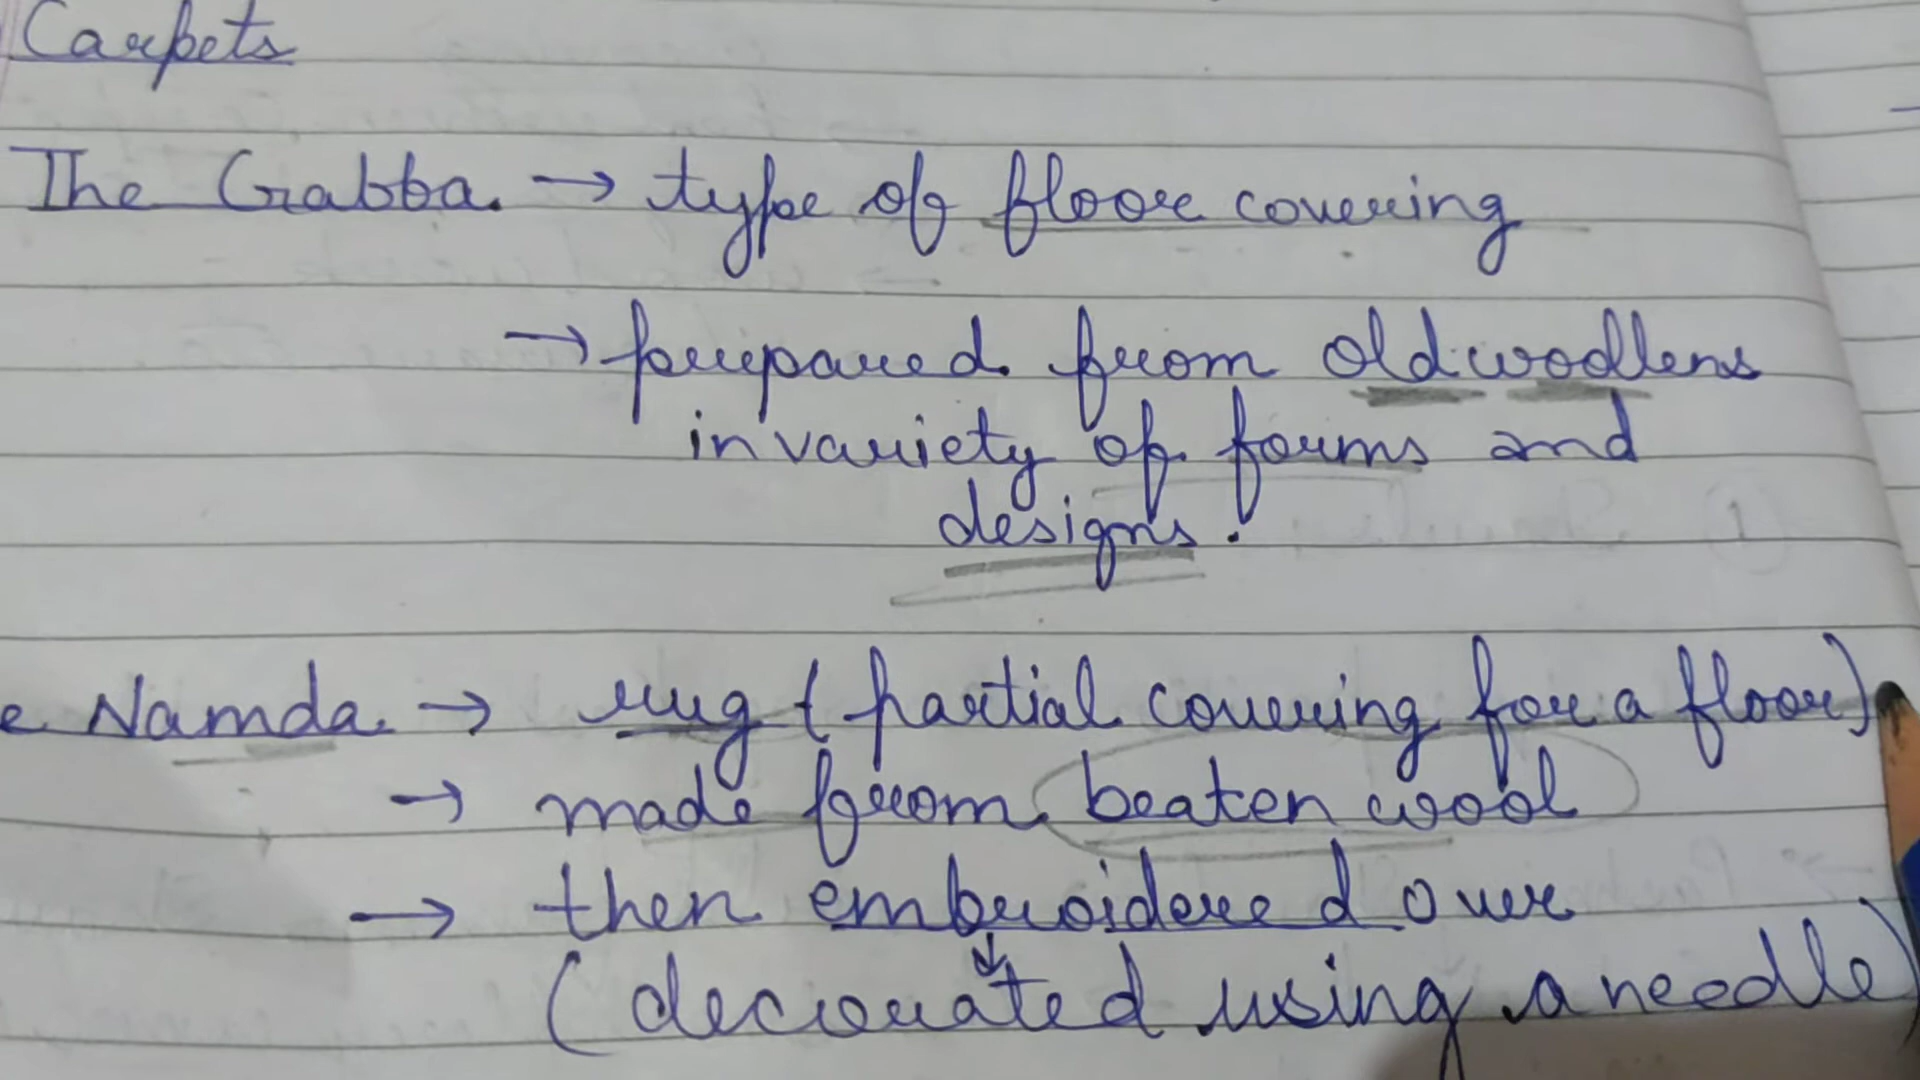 Carpets
The Gabba. → type of floor covering
→ prepared from old woollens
in variety of forms and
designs.
e Namda → rug ( partial covering for a floor)
→ made from beaten wool
→ then embroidered over
↓
(decorated using a needle)